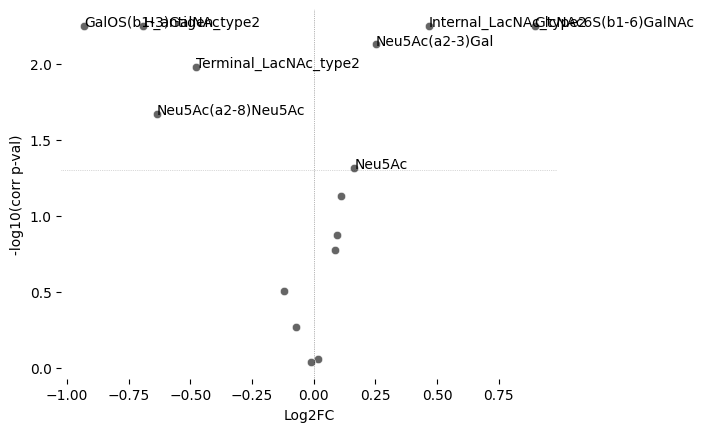 GalOS(b1-3)GalNAc
H_antigen_type2
Internal_LacNAc_type2
GlcNAc6S(b1-6)GalNAc
Neu5Ac(a2-3)Gal
Terminal_LacNAc_type2
Neu5Ac(a2-8)Neu5Ac
Neu5Ac
2.0
1.5
1.0
0.5
0.0
-log10(corr p-val)
−1.00 −0.75 −0.50 −0.25 0.00 0.25 0.50 0.75
Log2FC